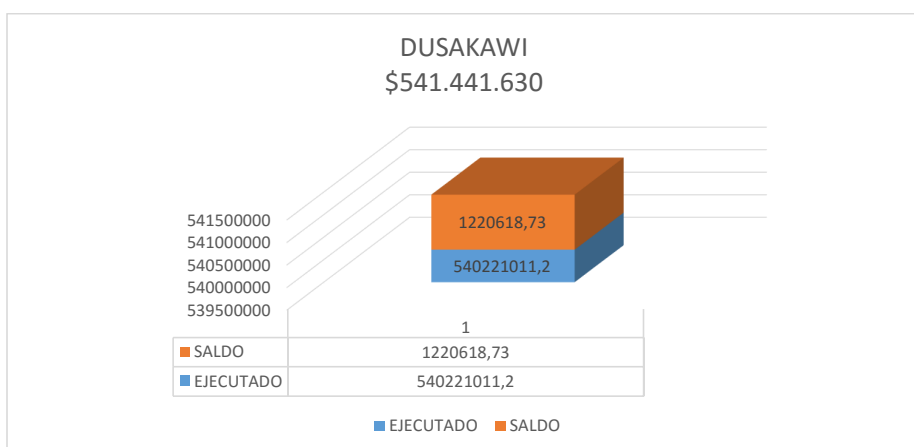 DUSAKAWI
$541.441.630
541500000
541000000
540500000
540000000
539500000
1220618,73
540221011,2
1
SALDO 1220618,73
EJECUTADO 540221011,2
EJECUTADO SALDO